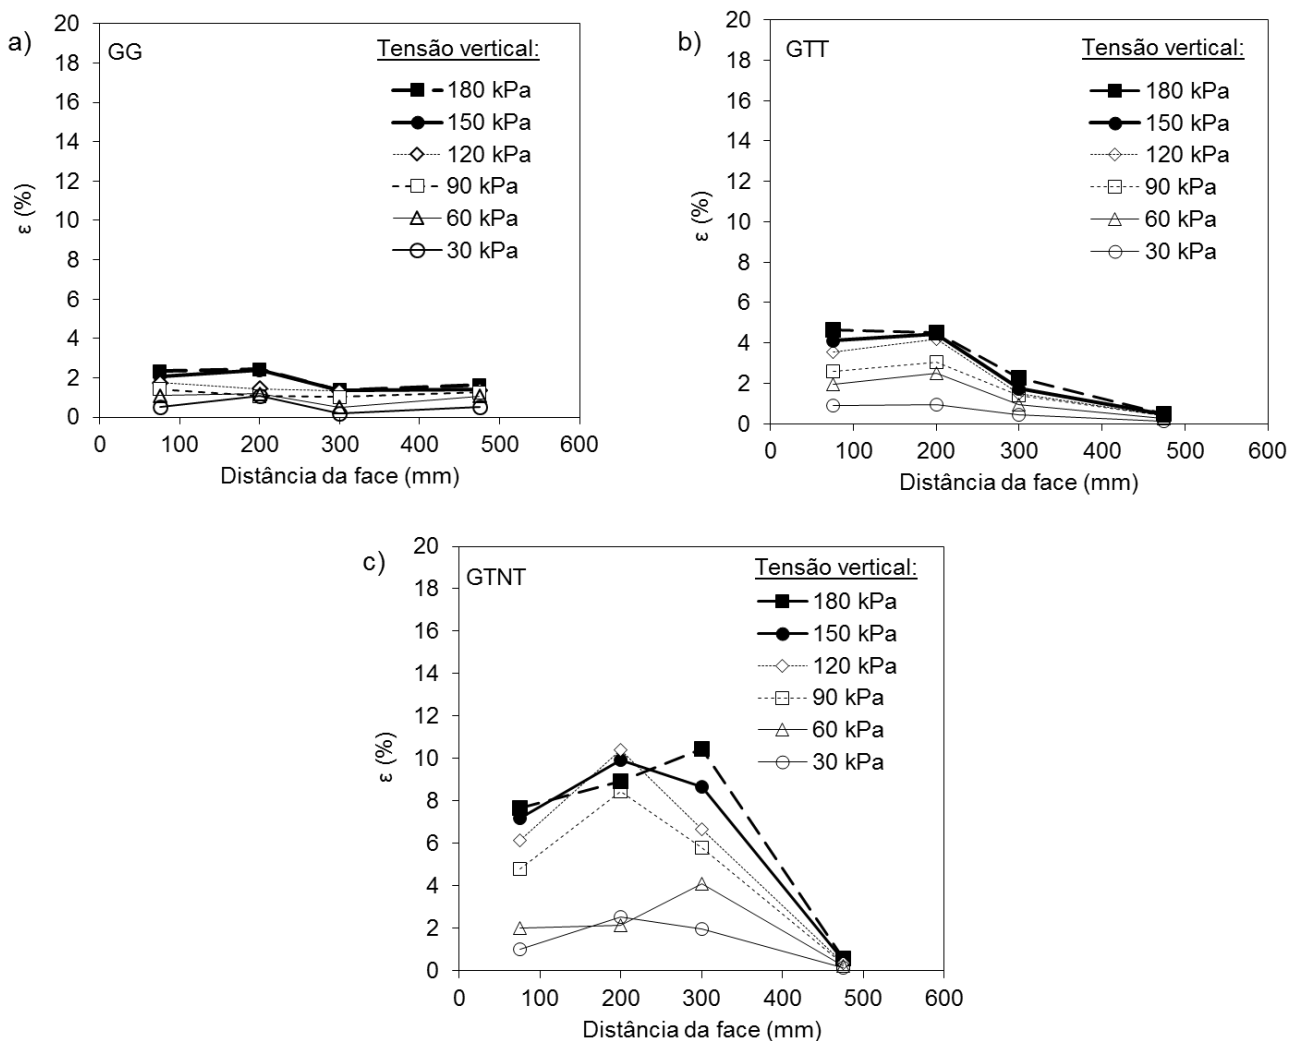 a)
GG
Tensão vertical:
180 kPa
150 kPa
120 kPa
90 kPa
60 kPa
30 kPa
ε (%)
20
18
16
14
12
10
8
6
4
2
0
0 100 200 300 400 500 600
Distância da face (mm)
b)
GTT
Tensão vertical:
180 kPa
150 kPa
120 kPa
90 kPa
60 kPa
30 kPa
ε (%)
20
18
16
14
12
10
8
6
4
2
0
0 100 200 300 400 500 600
Distância da face (mm)
c)
GTNT
Tensão vertical:
180 kPa
150 kPa
120 kPa
90 kPa
60 kPa
30 kPa
ε (%)
20
18
16
14
12
10
8
6
4
2
0
0 100 200 300 400 500 600
Distância da face (mm)